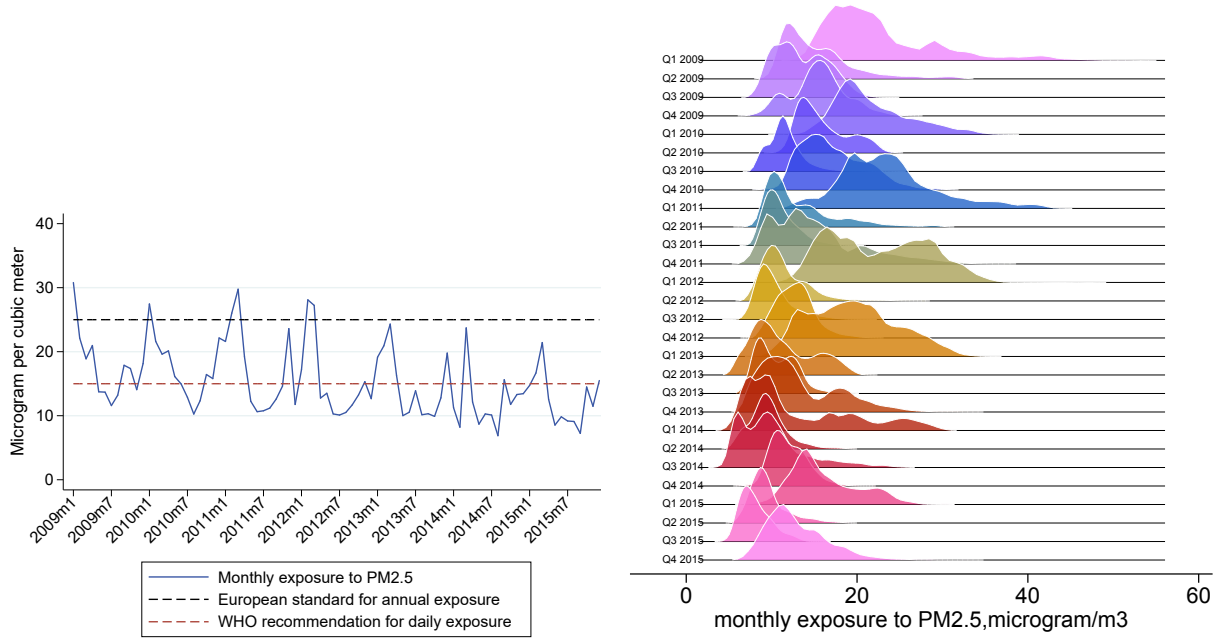 Microgram per cubic meter
40
30
20
10
0
2009m1
2009m7
2010m1
2010m7
2011m1
2011m7
2012m1
2012m7
2013m1
2013m7
2014m1
2014m7
2015m1
2015m7
Monthly exposure to PM2.5
European standard for annual exposure
WHO recommendation for daily exposure
Q1 2009
Q2 2009
Q3 2009
Q4 2009
Q1 2010
Q2 2010
Q3 2010
Q4 2010
Q1 2011
Q2 2011
Q3 2011
Q4 2011
Q1 2012
Q2 2012
Q3 2012
Q4 2012
Q1 2013
Q2 2013
Q3 2013
Q4 2013
Q1 2014
Q2 2014
Q3 2014
Q4 2014
Q1 2015
Q2 2015
Q3 2015
Q4 2015
0
20
40
60
monthly exposure to PM2.5,microgram/m3